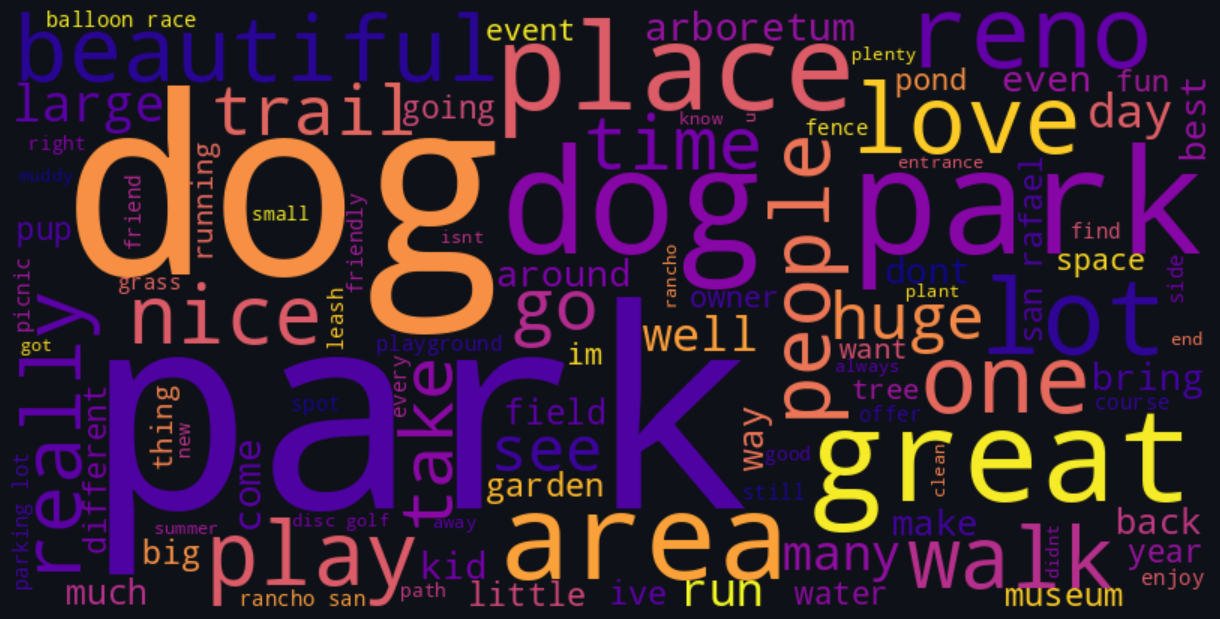 balloon race
beautiful
event
place
arboretum
reno
plenty
large
dog
trail
going
pond
even
fun
love
day
best
know
u
time
fence
right
muddy
friend
running
small
friendly
isnt
dog
people
entrance
park
rafael
find
pup
space
side
picnic
grass
nice
leash
around
rancho
owner
dont
plant
go
huge
san
lot
really
got
park
playground
im
well
want
end
always
thing
new
spot
every
take
field
tree
one
bring
offer
course
different
come
see
way
good
great
clean
parking lot
garden
still
summer
disc golf
away
area
make
back
big
play
kid
many
walk
didnt
year
enjoy
much
rancho san
path
little
ive
run
water
museum